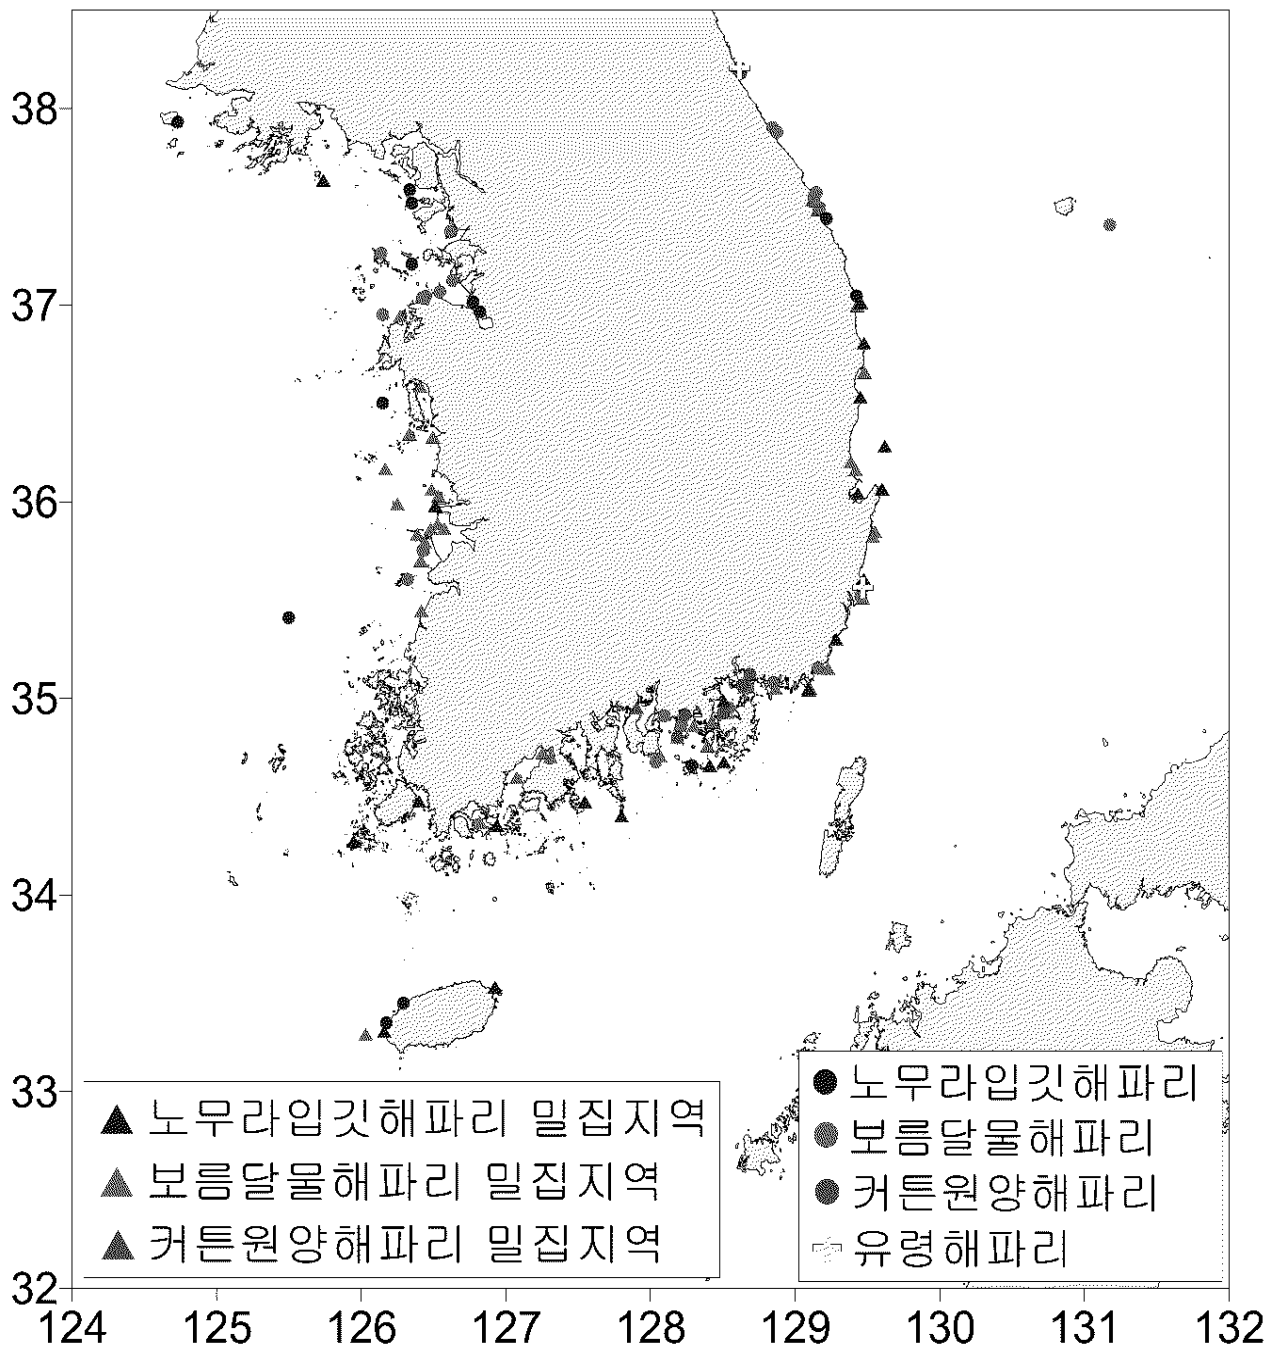 38
37
36
35
34
33
32
▲ 노무라입깃해파리 밀집지역
▲ 보름달물해파리 밀집지역
▲ 커튼원양해파리 밀집지역
● 노무라입깃해파리
● 보름달물해파리
● 커튼원양해파리
유령해파리
124 125 126 127 128 129 130 131 132